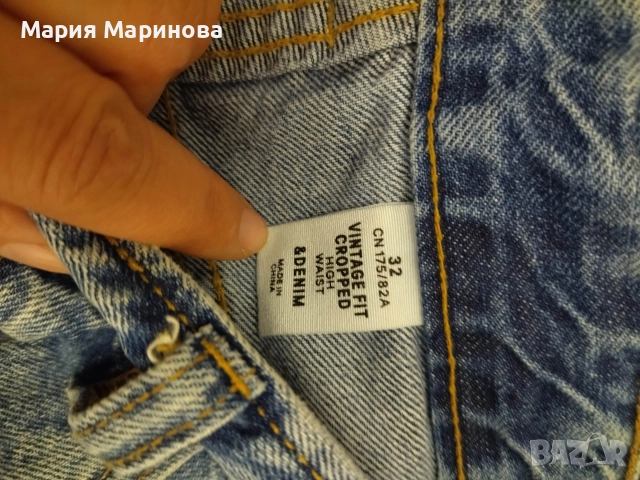 Мария Маринова
32
CN 175/82A
VINTAGE FIT
CROPPED
HIGH
WAIST
&DENIM
MADE IN
CHINA
BAZAR